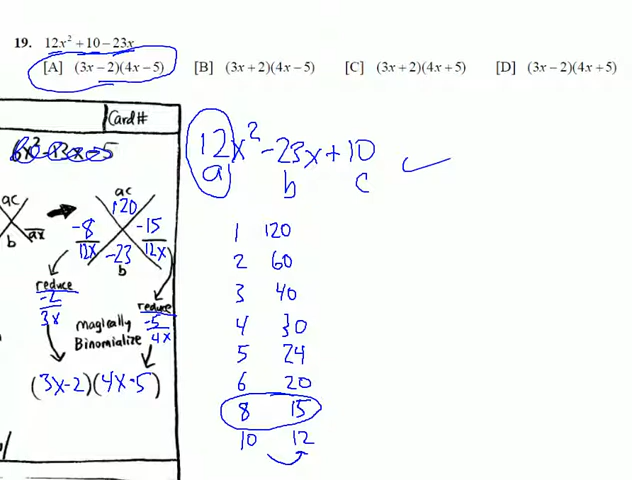 19. 12x² + 10 – 23x
[A] (3x – 2)(4x – 5) [B] (3x + 2)(4x – 5) [C] (3x + 2)(4x + 5) [D] (3x – 2)(4x + 5)
Card#
12x² - 23x + 10
a b c
ac
b
ax
ac
120
-8/12x
-15/12x
-23
b
reduce
-2/3x
reduce
-5/4x
magically
Binomialize
(3x-2)(4x-5)
1 120
2 60
3 40
4 30
5 24
6 20
8 15
10 12